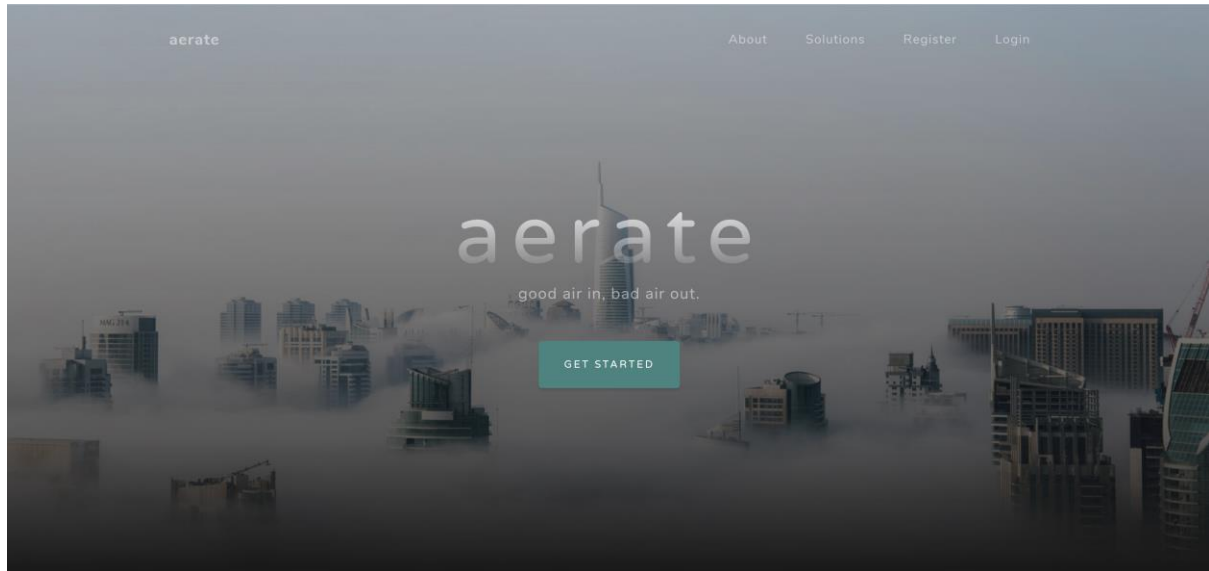 aerate
About Solutions Register Login
aerate
good air in, bad air out.
GET STARTED